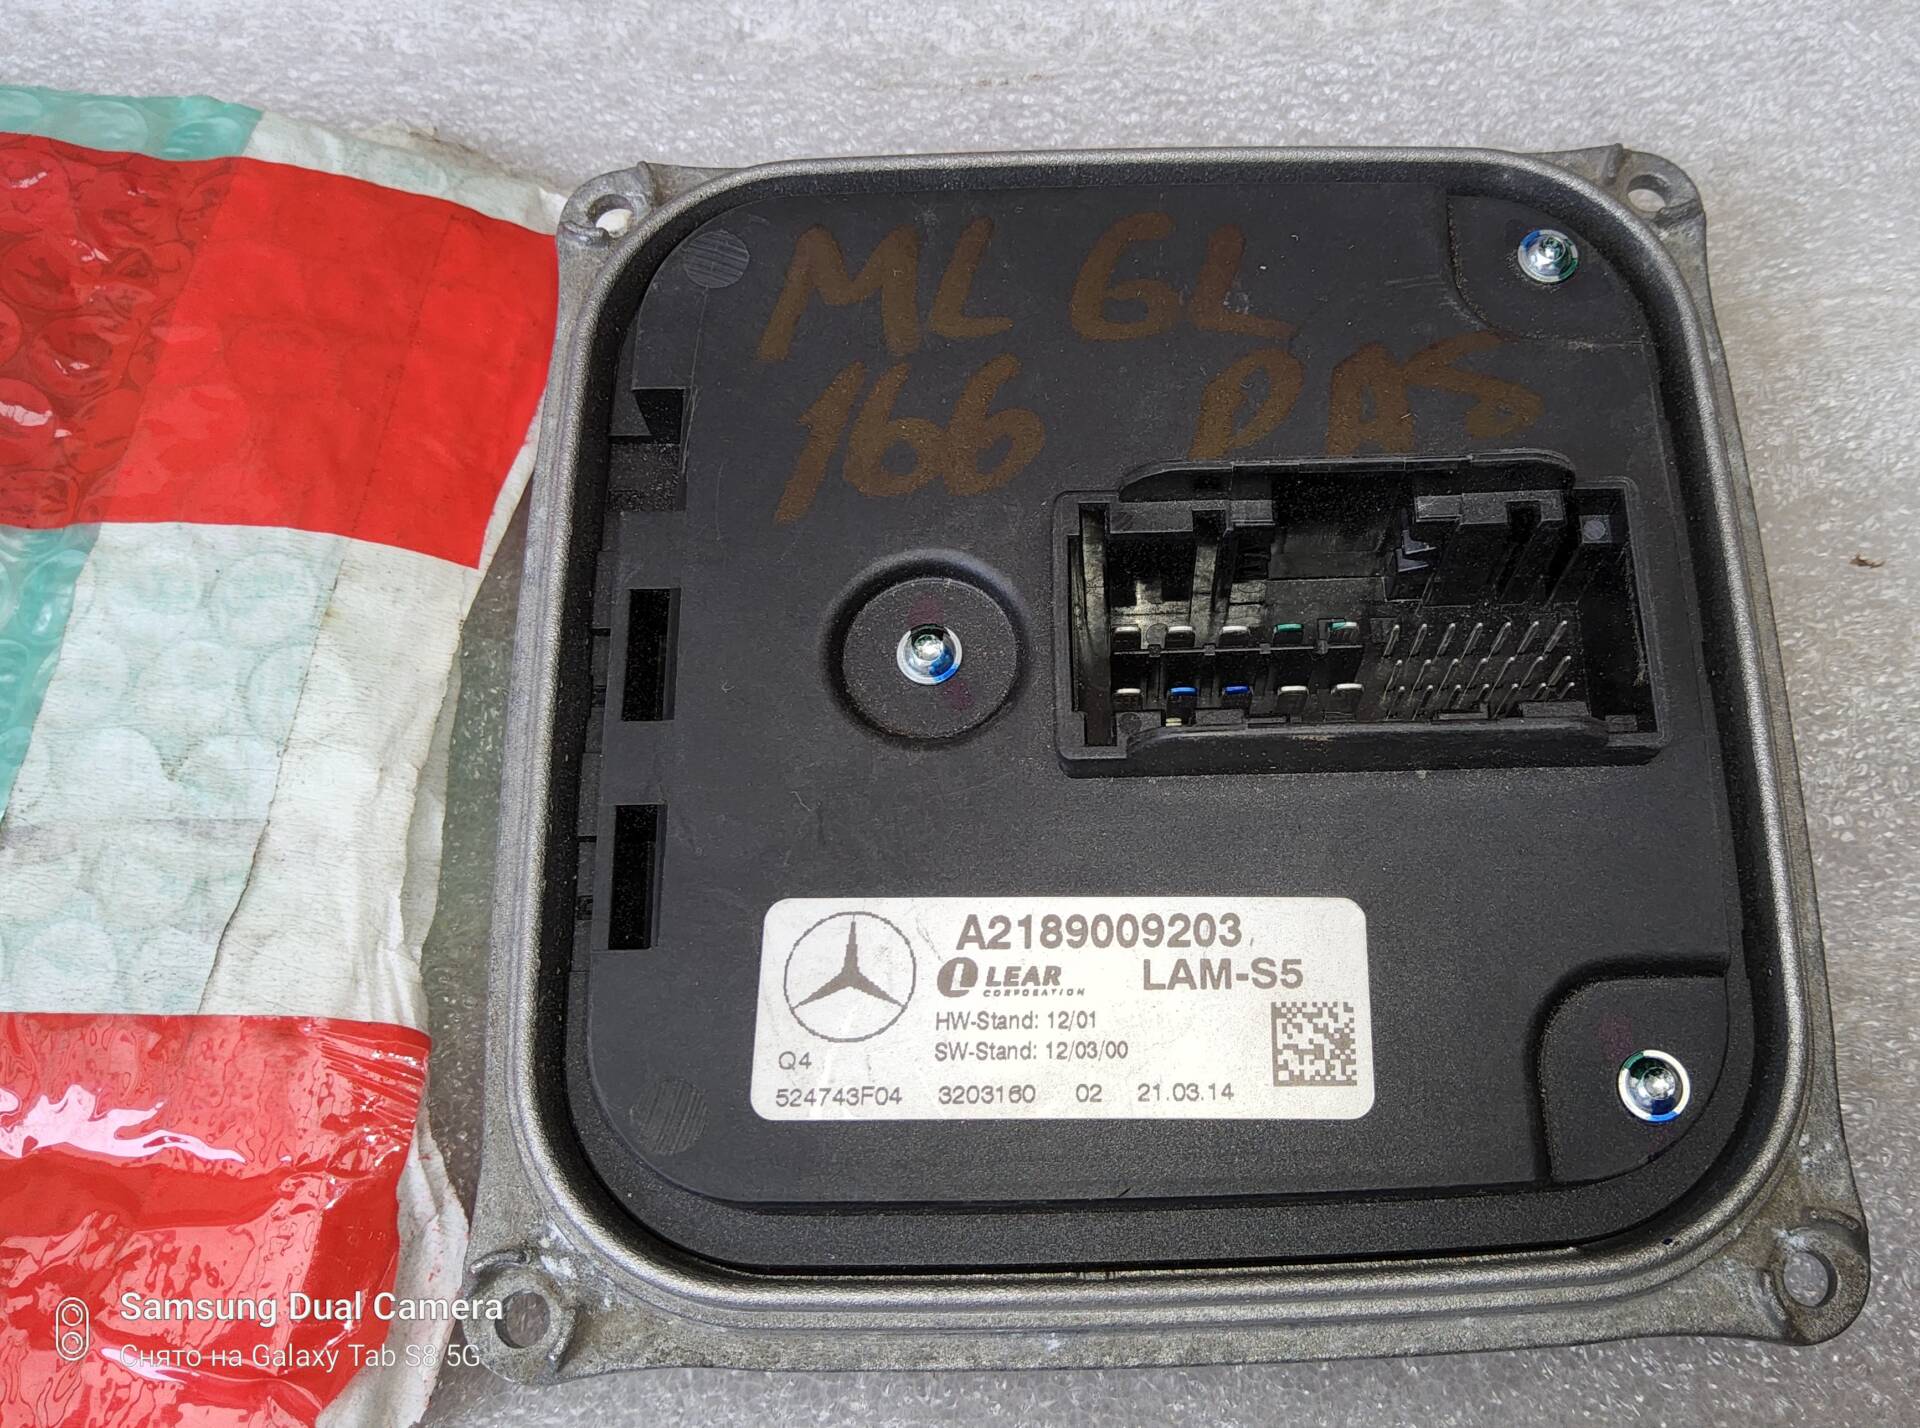 ML GL
166 PAS
A2189009203
LEAR
CORPORATION
LAM-S5
HW-Stand: 12/01
SW-Stand: 12/03/00
Q4
524743F04 3203160 02 21.03.14
Samsung Dual Camera
Снято на Galaxy Tab S8 5G